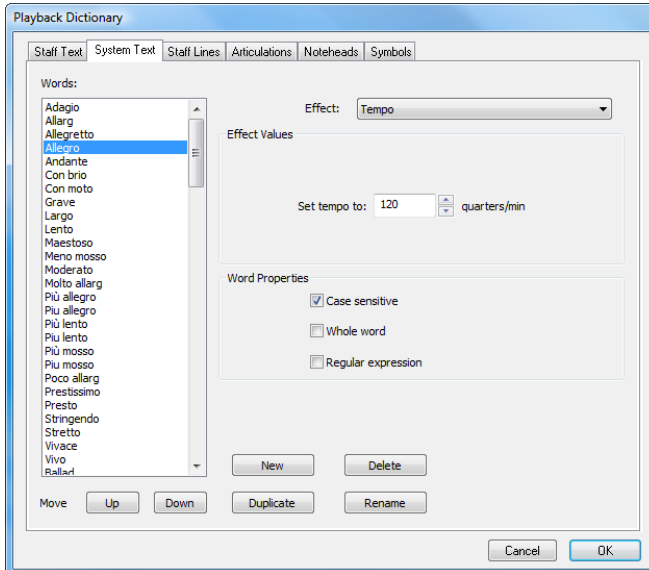 Playback Dictionary
Staff Text System Text Staff Lines Articulations Noteheads Symbols
Words:
Adagio
Allarg
Allegretto
Allegro
Andante
Con brio
Con moto
Grave
Largo
Lento
Maestoso
Meno mosso
Moderato
Molto allarg
Più allegro
Piu allegro
Più lento
Piu lento
Più mosso
Piu mosso
Poco allarg
Prestissimo
Presto
Stringendo
Stretto
Vivace
Vivo
Ballad
Effect: Tempo
Effect Values
Set tempo to: 120 quarters/min
Word Properties
Case sensitive
Whole word
Regular expression
New Delete
Move Up Down Duplicate Rename
Cancel OK